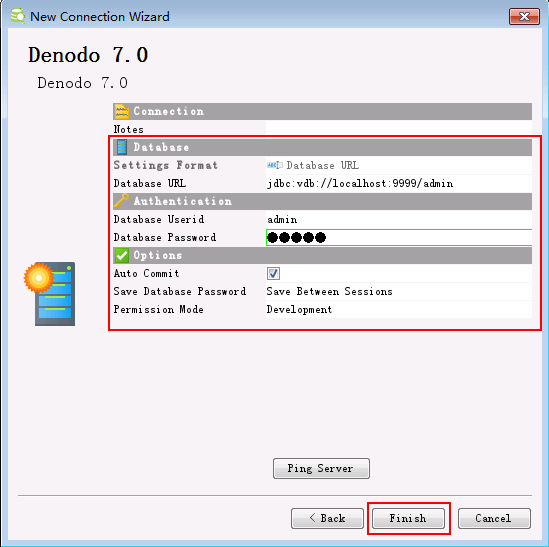 New Connection Wizard
Denodo 7.0
Denodo 7.0
Connection
Notes
Database
Settings Format ABC Database URL
Database URL jdbc:vdb://localhost:9999/admin
Authentication
Database Userid admin
Database Password ●●●●●
Options
Auto Commit
Save Database Password Save Between Sessions
Permission Mode Development
Ping Server
< Back Finish Cancel